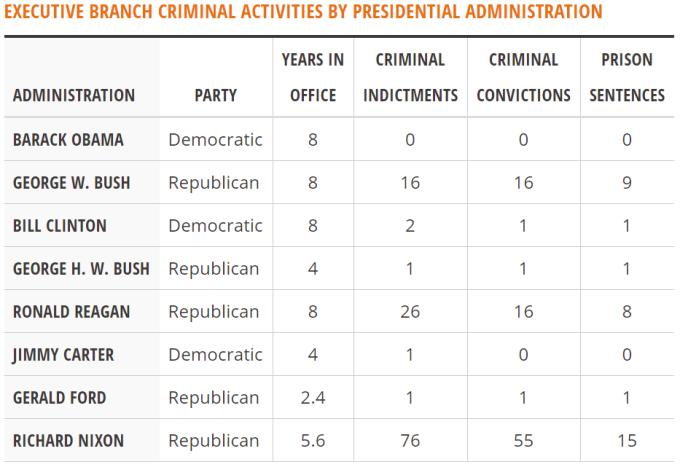 EXECUTIVE BRANCH CRIMINAL ACTIVITIES BY PRESIDENTIAL ADMINISTRATION
ADMINISTRATION PARTY YEARS IN OFFICE CRIMINAL INDICTMENTS CRIMINAL CONVICTIONS PRISON SENTENCES
BARACK OBAMA Democratic 8 0 0 0
GEORGE W. BUSH Republican 8 16 16 9
BILL CLINTON Democratic 8 2 1 1
GEORGE H. W. BUSH Republican 4 1 1 1
RONALD REAGAN Republican 8 26 16 8
JIMMY CARTER Democratic 4 1 0 0
GERALD FORD Republican 2.4 1 1 1
RICHARD NIXON Republican 5.6 76 55 15